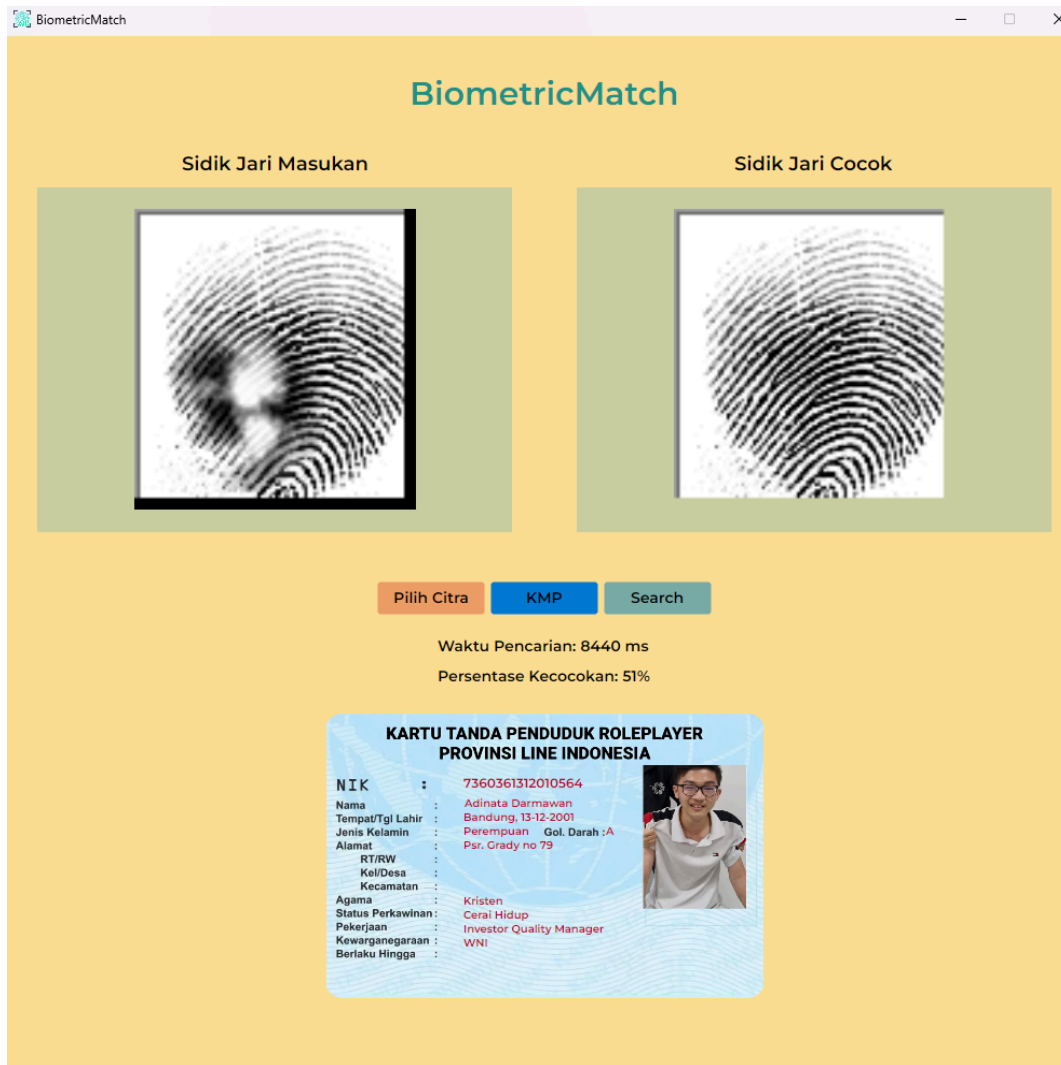 BiometricMatch
BiometricMatch
Sidik Jari Masukan
Sidik Jari Cocok
Pilih Citra
KMP
Search
Waktu Pencarian: 8440 ms
Persentase Kecocokan: 51%
KARTU TANDA PENDUDUK ROLEPLAYER
PROVINSI LINE INDONESIA
NIK : 7360361312010564
Nama : Adinata Darmawan
Tempat/Tgl Lahir : Bandung, 13-12-2001
Jenis Kelamin : Perempuan Gol. Darah : A
Alamat : Psr. Grady no 79
RT/RW :
Kel/Desa :
Kecamatan :
Agama : Kristen
Status Perkawinan : Cerai Hidup
Pekerjaan : Investor Quality Manager
Kewarganegaraan : WNI
Berlaku Hingga :